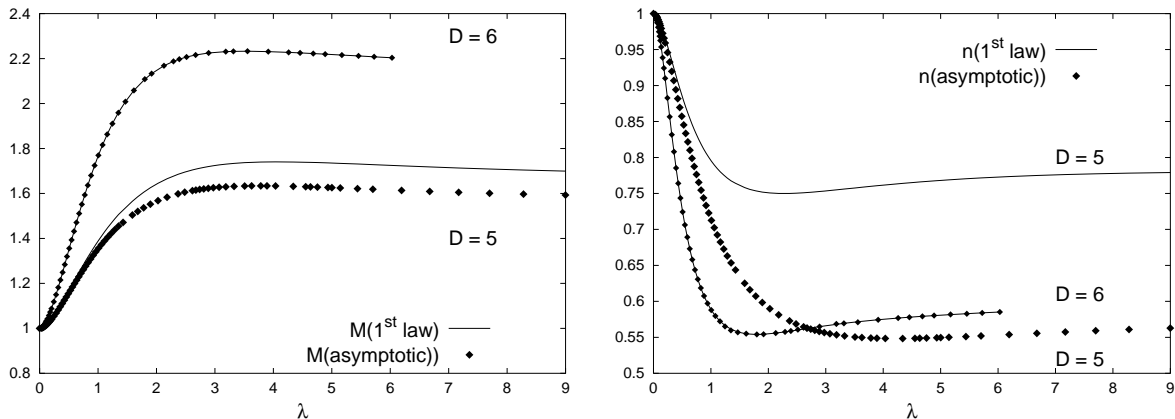 2.4
2.2
2
1.8
1.6
1.4
1.2
1
0.8
0 1 2 3 4 5 6 7 8 9
λ
D = 6
D = 5
M(1st law)
M(asymptotic))
1
0.95
0.9
0.85
0.8
0.75
0.7
0.65
0.6
0.55
0.5
0 1 2 3 4 5 6 7 8 9
λ
n(1st law)
n(asymptotic))
D = 5
D = 6
D = 5